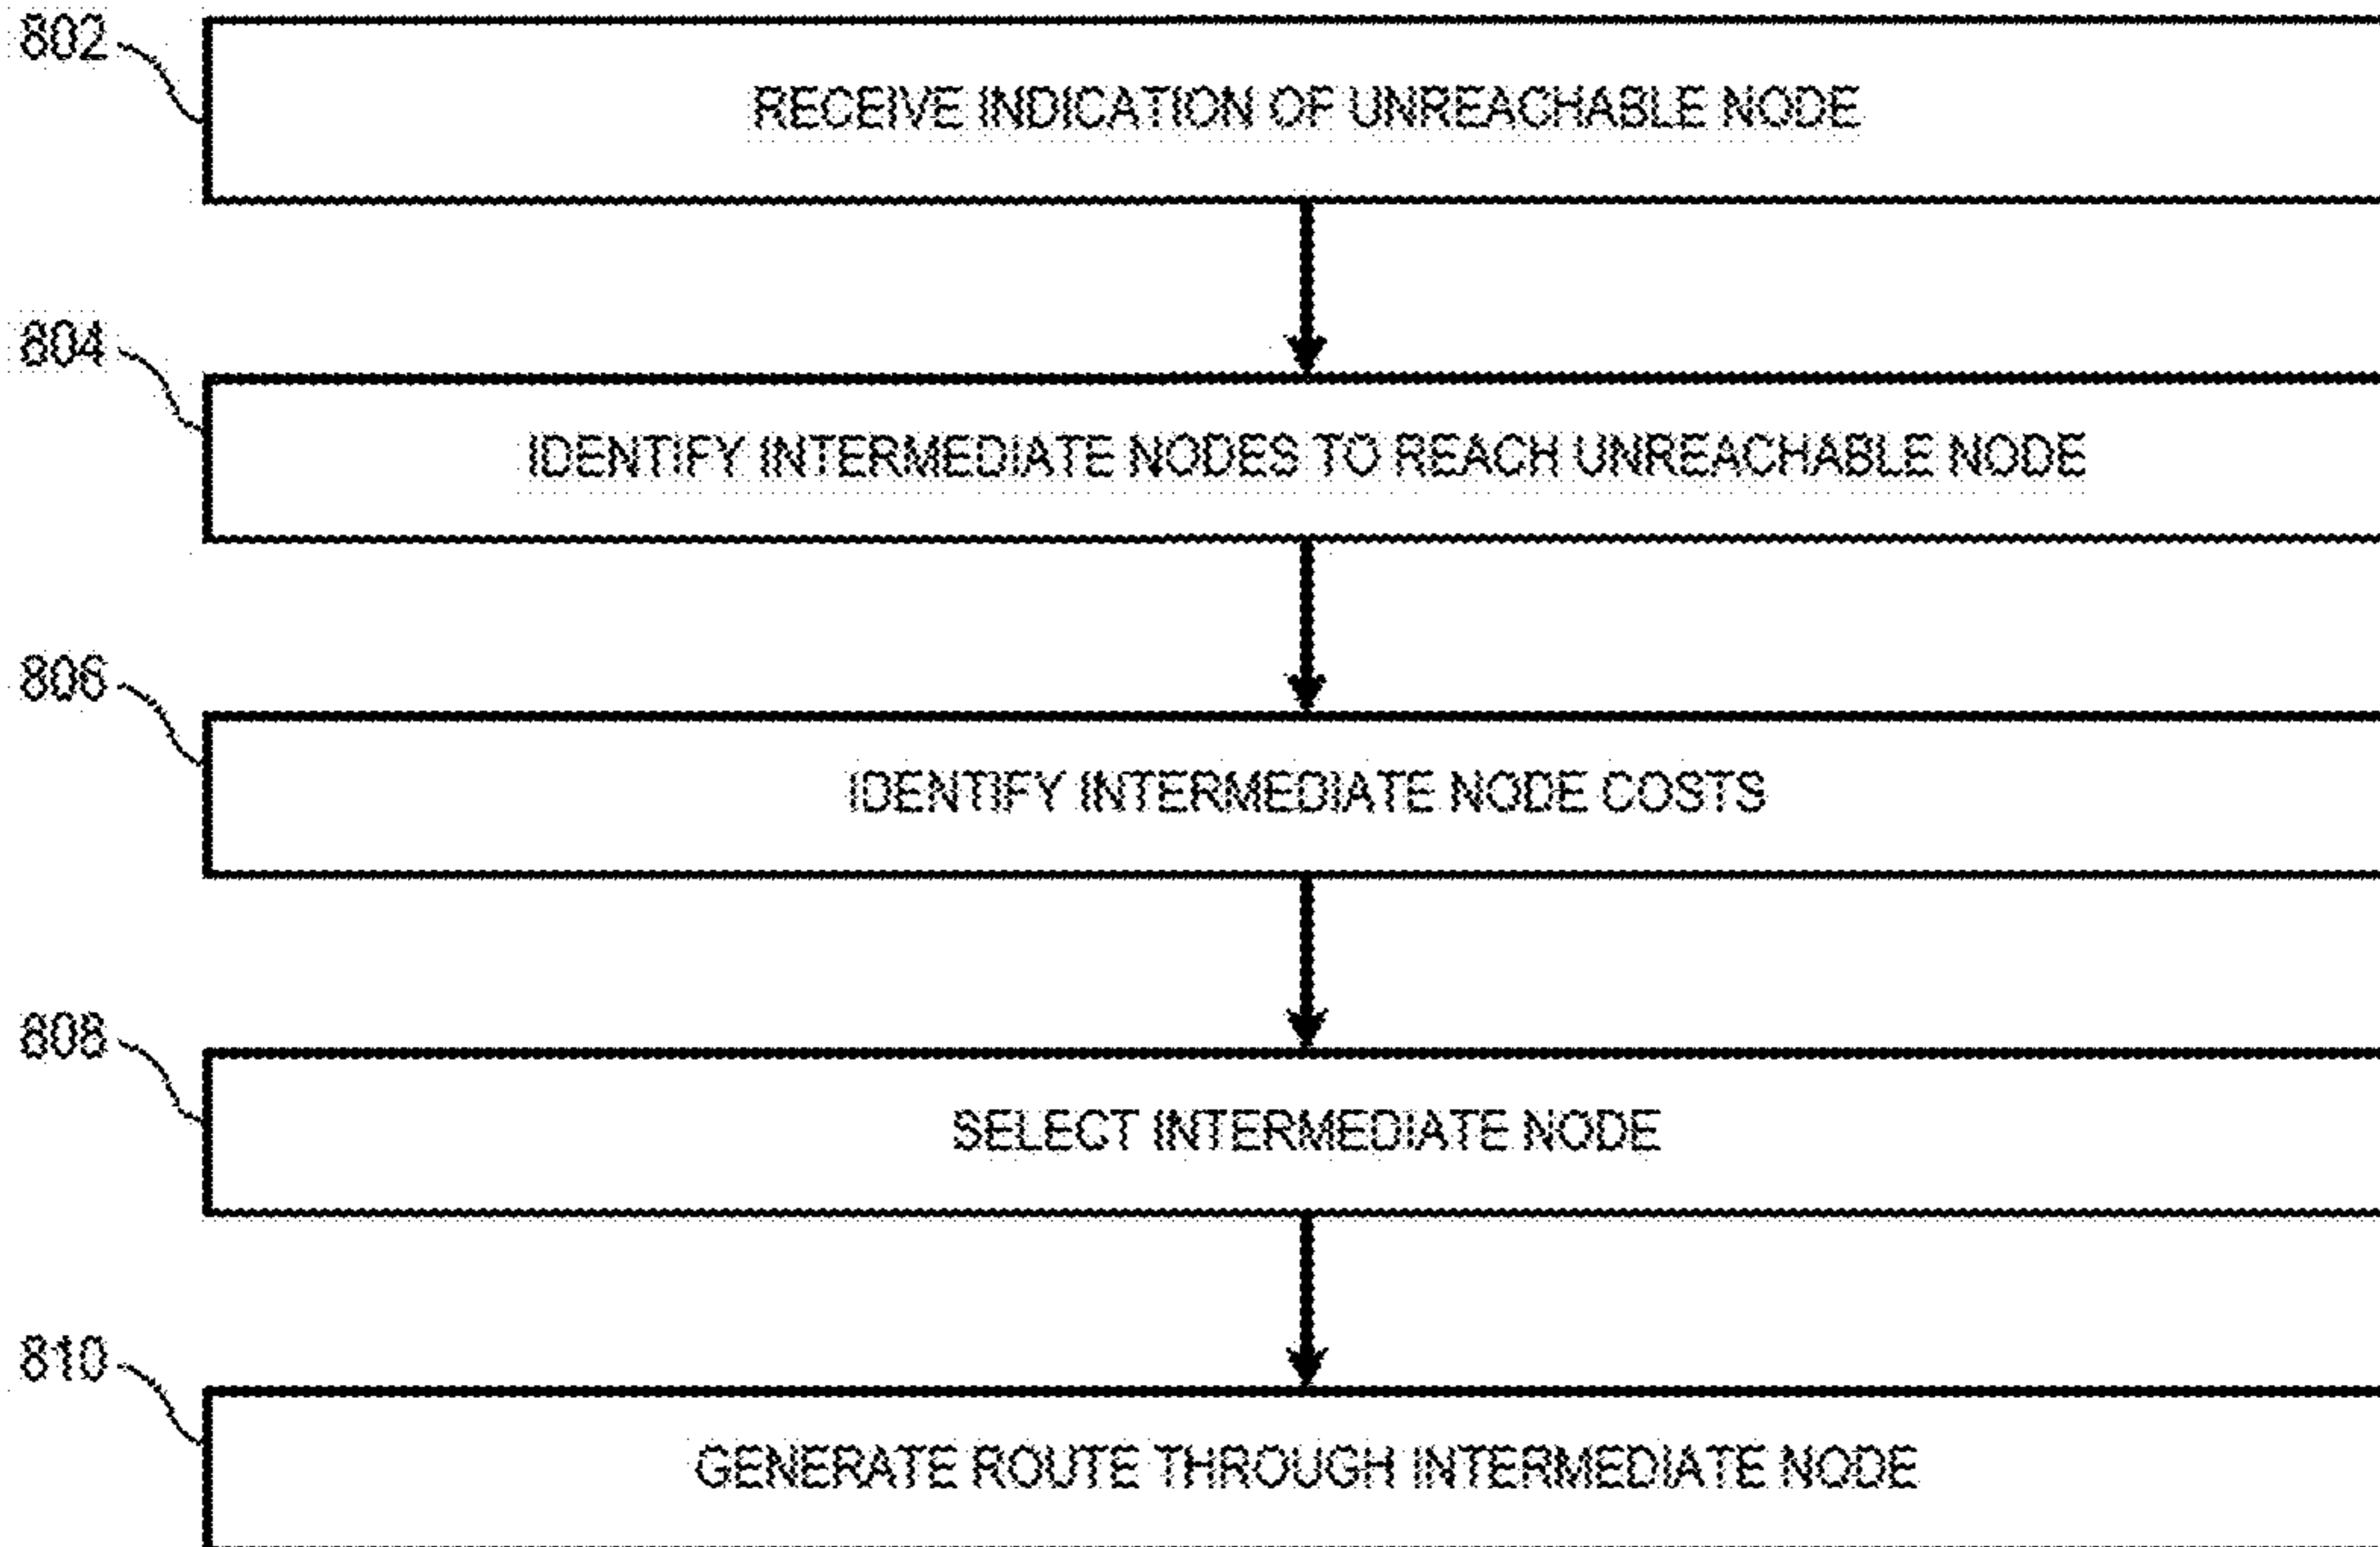 802
RECEIVE INDICATION OF UNREACHABLE NODE
804
IDENTIFY INTERMEDIATE NODES TO REACH UNREACHABLE NODE
806
IDENTIFY INTERMEDIATE NODE COSTS
808
SELECT INTERMEDIATE NODE
810
GENERATE ROUTE THROUGH INTERMEDIATE NODE